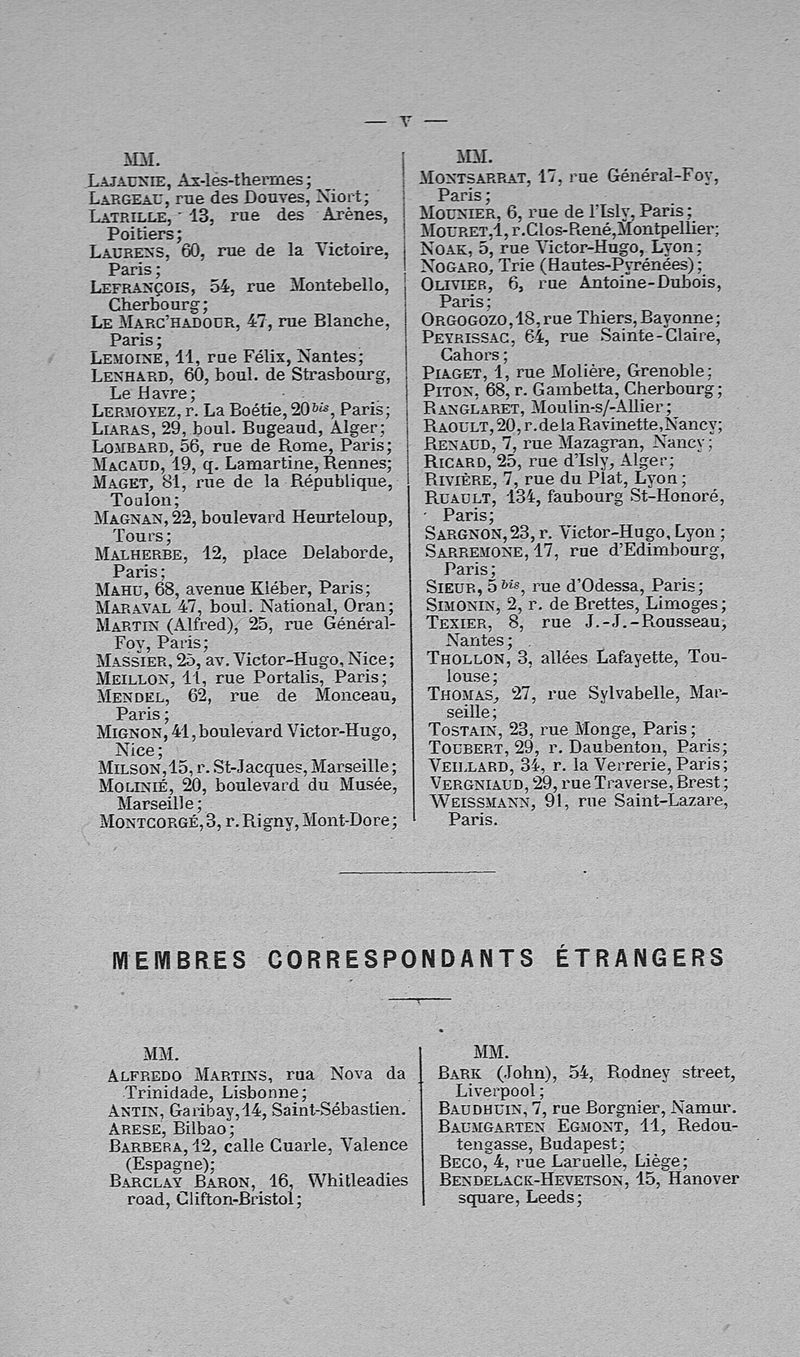 — V —
MM.
LAJAUNIE, Ax-les-thermes;
LARGEAU, rue des Douves, Niort;
LATRILLE, 13, rue des Arènes,
Poitiers;
LAURENS, 60, rue de la Victoire,
Paris;
LEFRANÇOIS, 54, rue Montebello,
Cherbourg;
LE MARC'HADOUR, 47, rue Blanche,
Paris;
LEMOINE, 11, rue Félix, Nantes;
LENHARD, 60, boul. de Strasbourg,
Le Havre;
LERMOYEZ, r. La Boétie, 20bis, Paris;
LIARAS, 29, boul. Bugeaud, Alger;
LOMBARD, 56, rue de Rome, Paris;
MACAUD, 19, q. Lamartine, Rennes;
MAGET, 81, rue de la République,
Toulon;
MAGNAN, 22, boulevard Heurteloup,
Tours;
MALHERBE, 12, place Delaborde,
Paris;
MAHU, 68, avenue Kléber, Paris;
MARAVAL 47, boul. National, Oran;
MARTIN (Alfred), 25, rue Général-
Foy, Paris;
MASSIER, 25, av. Victor-Hugo, Nice;
MEILLON, 11, rue Portalis, Paris;
MENDEL, 62, rue de Monceau,
Paris;
MIGNON, 41, boulevard Victor-Hugo,
Nice;
MILSON, 15, r. St-Jacques, Marseille;
MOLINIÉ, 20, boulevard du Musée,
Marseille;
MONTCORGÉ, 3, r. Rigny, Mont-Dore;
MM.
MONTSARRAT, 17, rue Général-Foy,
Paris;
MOUNIER, 6, rue de l'Isly, Paris;
MOURET, 1, r. Clos-René, Montpellier;
NOAK, 5, rue Victor-Hugo, Lyon;
NOGARO, Trie (Hautes-Pyrénées);
OLIVIER, 6, rue Antoine-Dubois,
Paris;
ORGOGOZO, 18, rue Thiers, Bayonne;
PEYRISSAC, 64, rue Sainte-Claire,
Cahors;
PIAGET, 1, rue Molière, Grenoble;
PITON, 68, r. Gambetta, Cherbourg;
RANGLARET, Moulin-s/-Allier;
RAOULT, 20, r. de la Ravinette, Nancy;
RENAUD, 7, rue Mazagran, Nancy;
RICARD, 25, rue d'Isly, Alger;
RIVIÈRE, 7, rue du Plat, Lyon;
RUAULT, 134, faubourg St-Honoré,
Paris;
SARGNON, 23, r. Victor-Hugo, Lyon;
SARREMONE, 17, rue d'Edimbourg,
Paris;
SIEUR, 5 bis, rue d'Odessa, Paris;
SIMONIN, 2, r. de Brettes, Limoges;
TEXIER, 8, rue J.-J.-Rousseau,
Nantes;
THOLLON, 3, allées Lafayette, Tou-
louse;
THOMAS, 27, rue Sylvabelle, Mar-
seille;
TOSTAIN, 23, rue Monge, Paris;
TOUBERT, 29, r. Daubenton, Paris;
VEILLARD, 34, r. la Verrerie, Paris;
VERGNIAUD, 29, rue Traverse, Brest;
WEISSMANN, 91, rue Saint-Lazare,
Paris.
MEMBRES CORRESPONDANTS ÉTRANGERS
MM.
ALFREDO MARTINS, rua Nova da
Trinidade, Lisbonne;
ANTIN, Garibay, 14, Saint-Sébastien.
ARESE, Bilbao;
BARBERA, 12, calle Cuarle, Valence
(Espagne);
BARCLAY BARON, 16, Whitleadies
road, Clifton-Bristol;
MM.
BARK (John), 54, Rodney street,
Liverpool;
BAUDHUIN, 7, rue Borgnier, Namur.
BAUMGARTEN EGMONT, 11, Redou-
tengasse, Budapest;
BECO, 4, rue Laruelle, Liège;
BENDELACK-HEVETSON, 15, Hanover
square, Leeds;